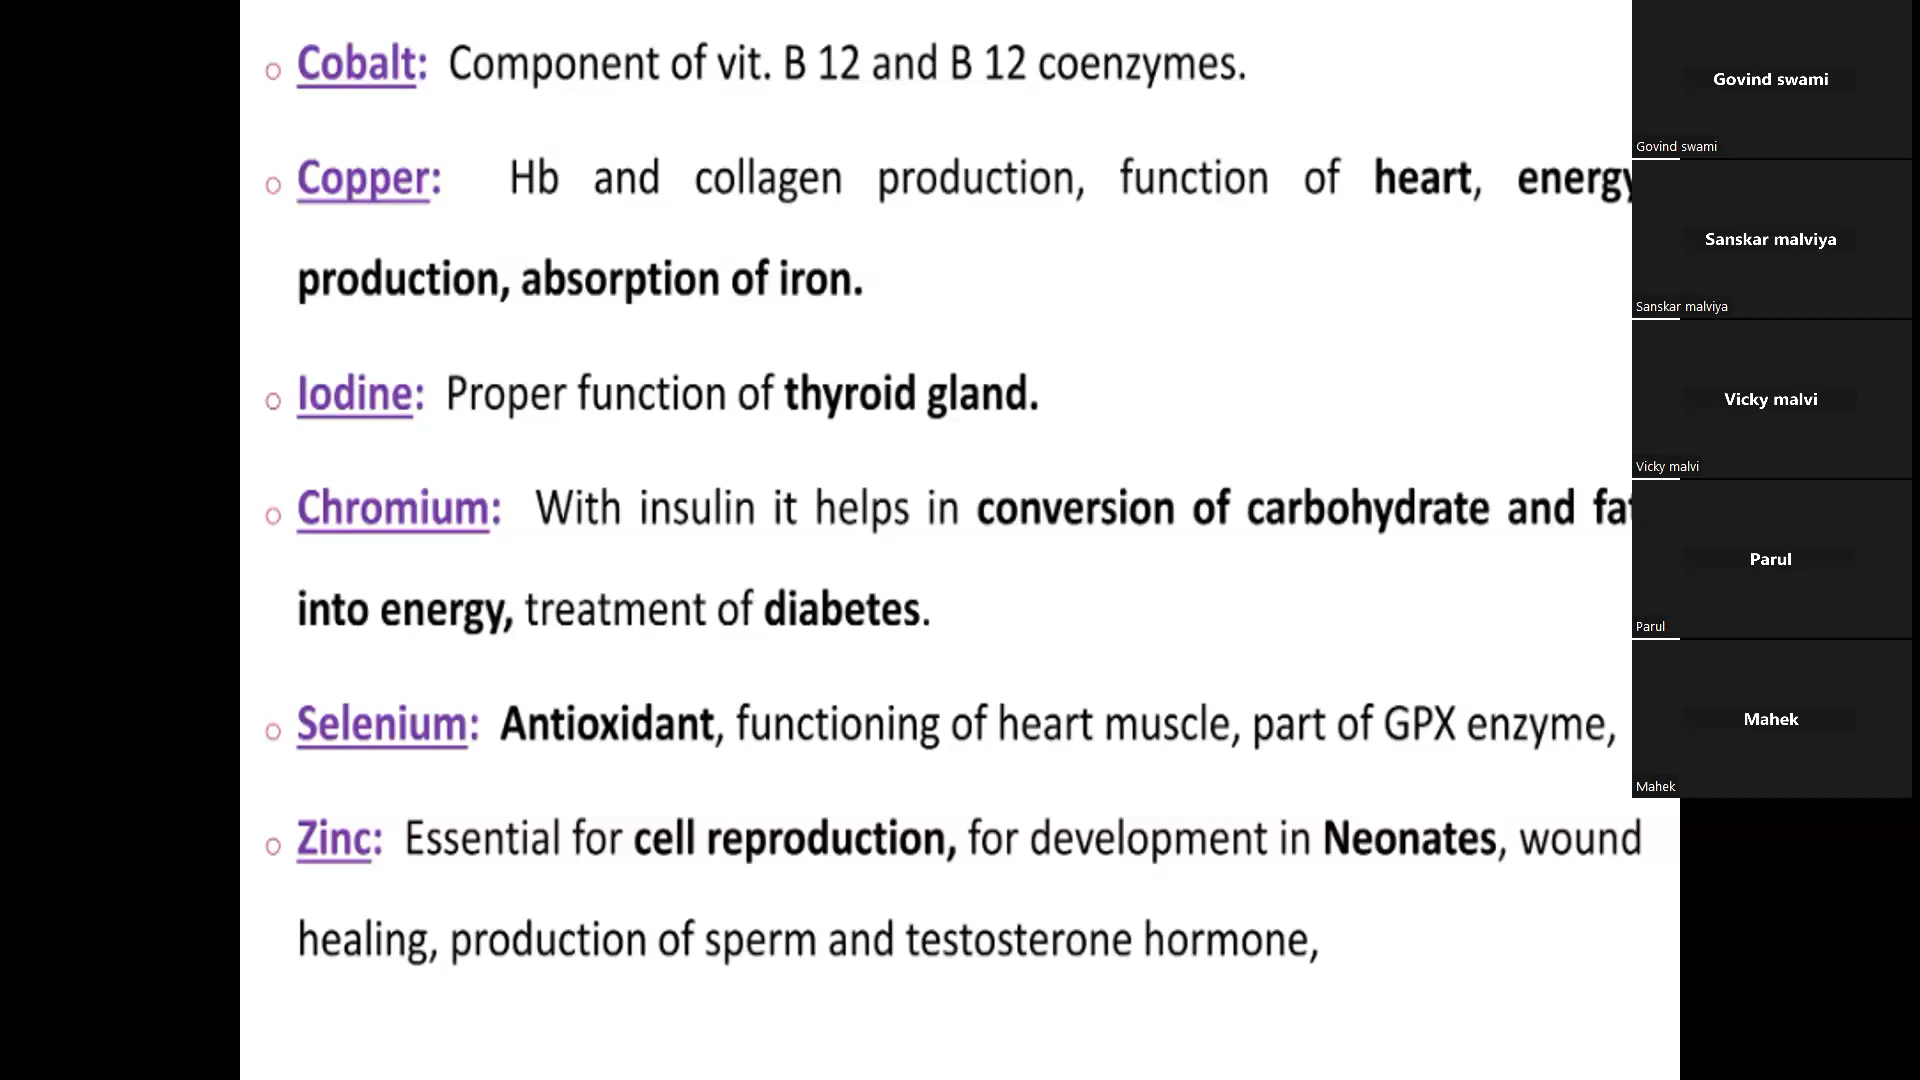 Cobalt: Component of vit. B 12 and B 12 coenzymes.
Copper: Hb and collagen production, function of heart, energy
production, absorption of iron.
Iodine: Proper function of thyroid gland.
Chromium: With insulin it helps in conversion of carbohydrate and fat
into energy, treatment of diabetes.
Selenium: Antioxidant, functioning of heart muscle, part of GPX enzyme,
Zinc: Essential for cell reproduction, for development in Neonates, wound
healing, production of sperm and testosterone hormone,
Govind swami
Govind swami
Sanskar malviya
Sanskar malviya
Vicky malvi
Vicky malvi
Parul
Parul
Mahek
Mahek